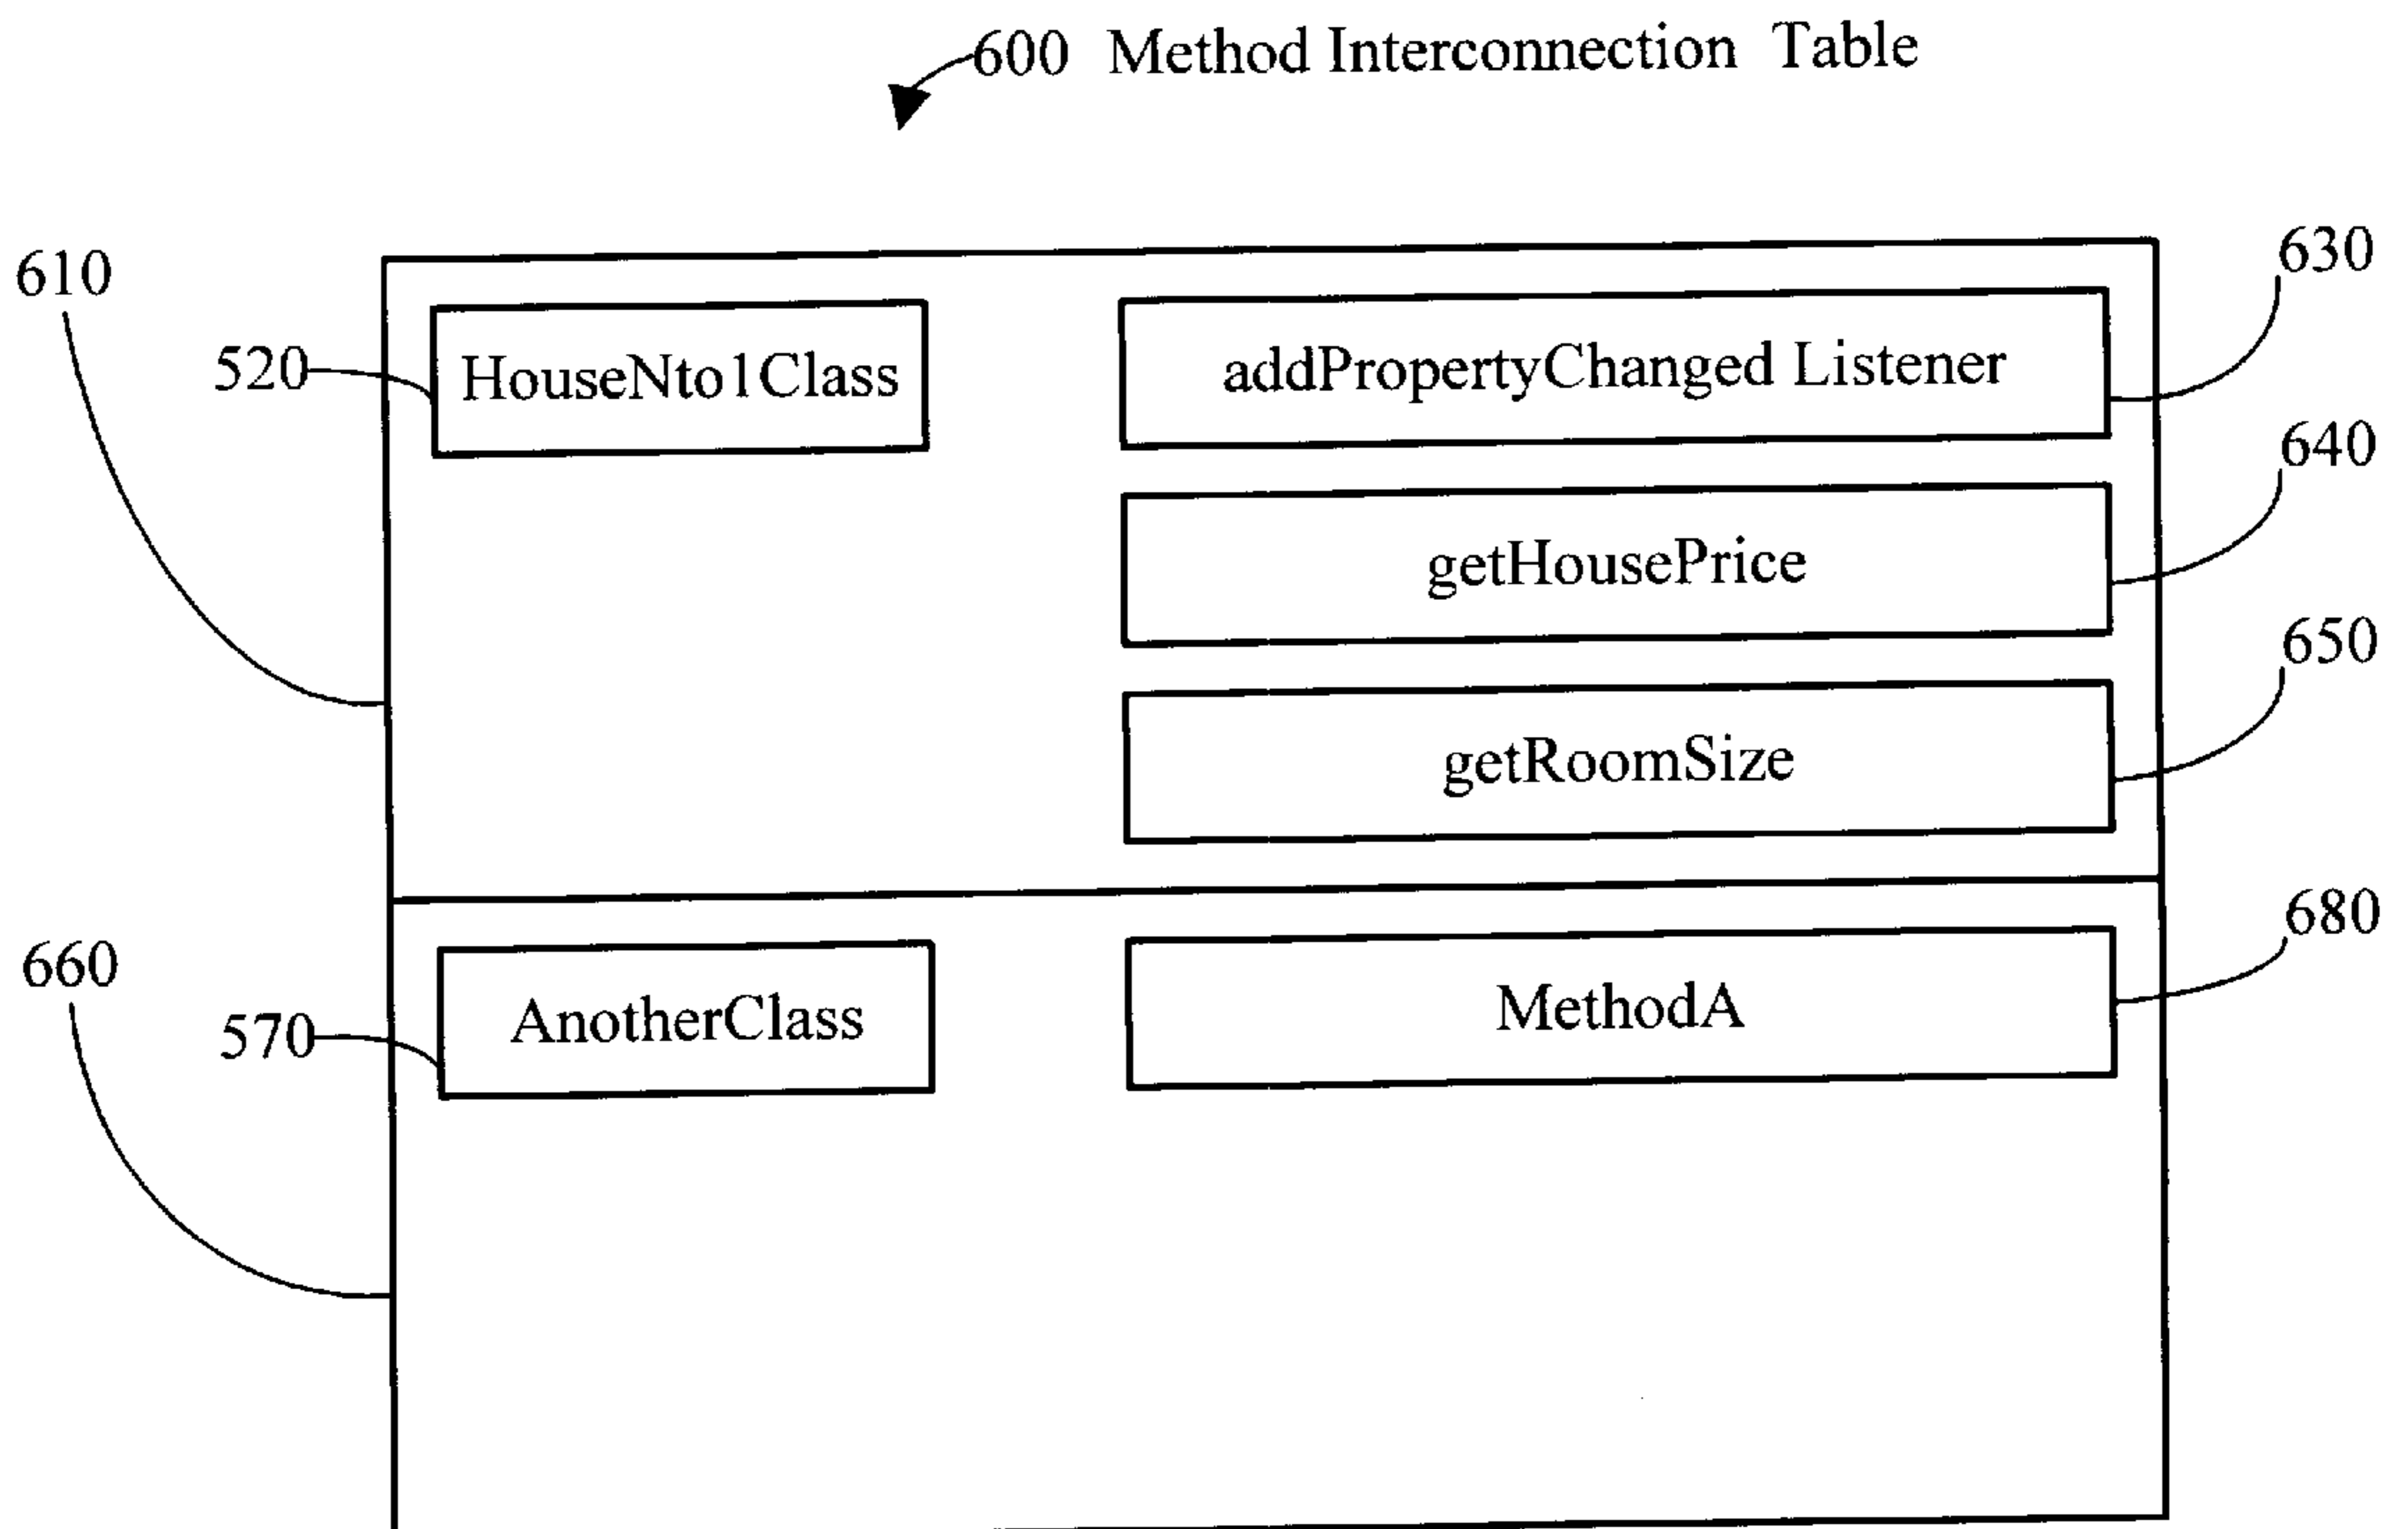 600 Method Interconnection Table
610
630
520
HouseNto1Class
addPropertyChanged Listener
640
getHousePrice
650
getRoomSize
680
660
570
AnotherClass
MethodA